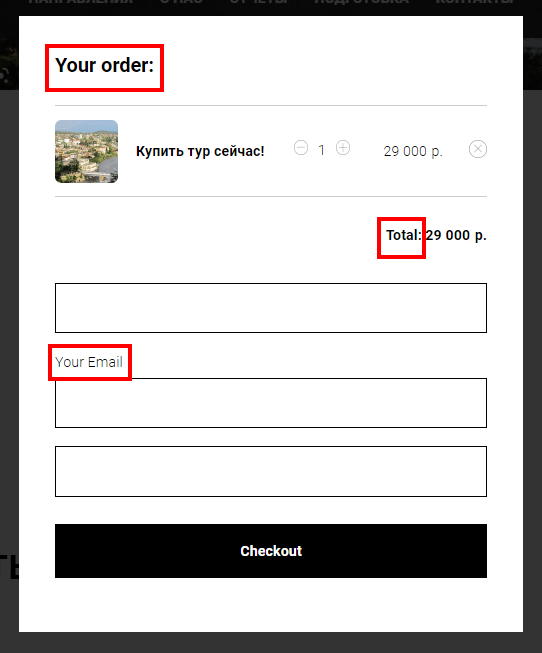 НАПРАВЛЕНИЯ О НАС ОТЧЕТЫ ПОДГОТОВКА КОНТАКТЫ
Your order:
Купить тур сейчас! 1 29 000 р.
Total: 29 000 р.
Your Email
Checkout